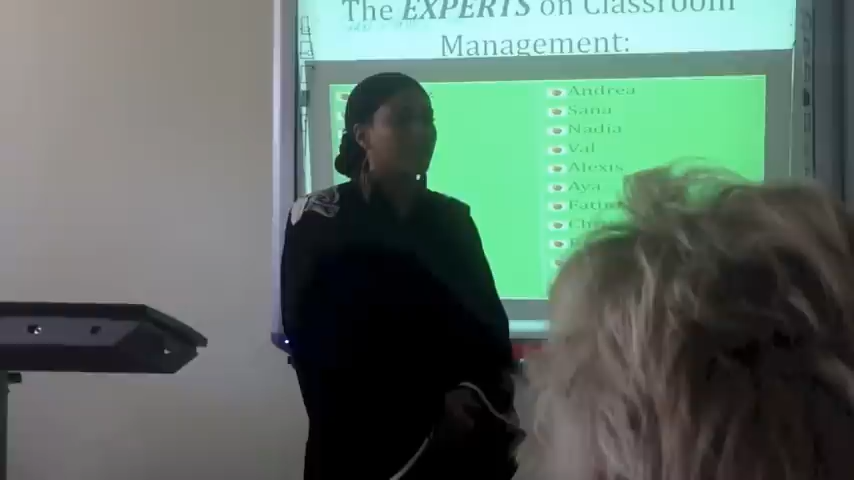 The EXPERTS on Classroom
Management:
Andrea
Sana
Nadia
Val
Alexis
Aya